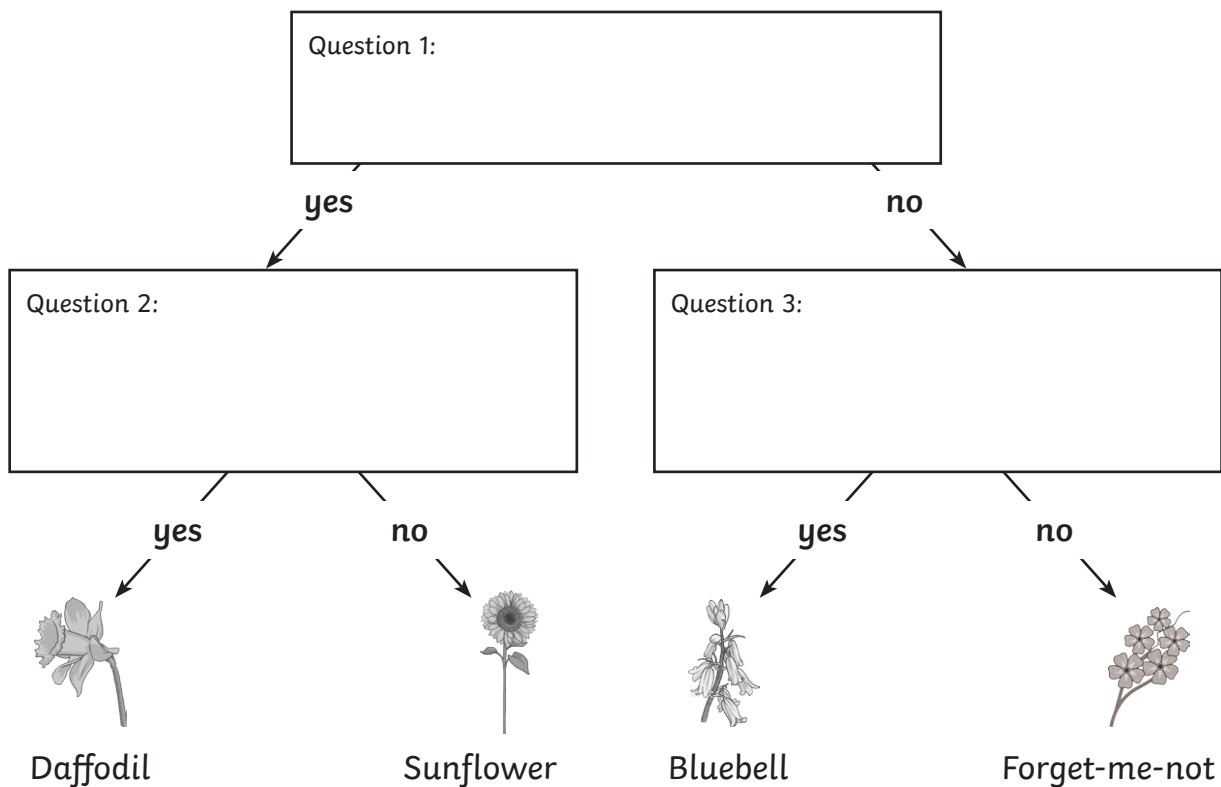 Question 1:
yes
no
Question 2:
Question 3:
yes
no
yes
no
Daffodil
Sunflower
Bluebell
Forget-me-not